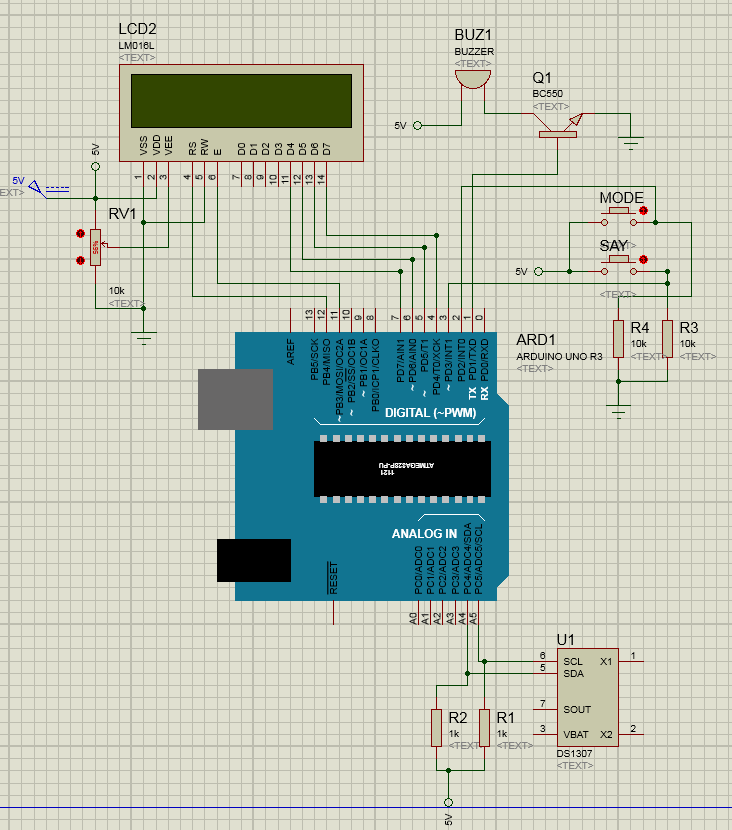 LCD2
LM016L
<TEXT>
BUZ1
BUZZER
<TEXT>
Q1
BC550
<TEXT>
5V
VSS VDD VEE RS RW E D0 D1 D2 D3 D4 D5 D6 D7
1 2 3 4 5 6 7 8 9 10 11 12 13 14
5V
5V
EXT>
RV1
56%
10k
<TEXT>
MODE
<TEXT>
SAY
5V
<TEXT>
R4
10k
<TEXT>
R3
10k
<TEXT>
13 12 11 10 9 8 7 6 5 4 3 2 1 0
ARD1
ARDUINO UNO R3
<TEXT>
AREF
PB5/SCK
PB4/MISO
~PB3/MOSI/OC2A
~PB2/SS/OC1B
~PB1/OC1A
PB0/ICP1/CLKO
PD7/AIN1
~PD6/AIN0
~PD5/T1
PD4/T0/XCK
~PD3/INT1
PD2/INT0
TX PD1/TXD
RX PD0/RXD
DIGITAL (~PWM)
ATMEGA328P-PU
1121
ANALOG IN
RESET
PC0/ADC0
PC1/ADC1
PC2/ADC2
PC3/ADC3
PC4/ADC4/SDA
PC5/ADC5/SCL
A0 A1 A2 A3 A4 A5
U1
6 SCL X1 1
5 SDA
7 SOUT
3 VBAT X2 2
DS1307
<TEXT>
R2
1k
<TEXT>
R1
1k
<TEXT>
5V